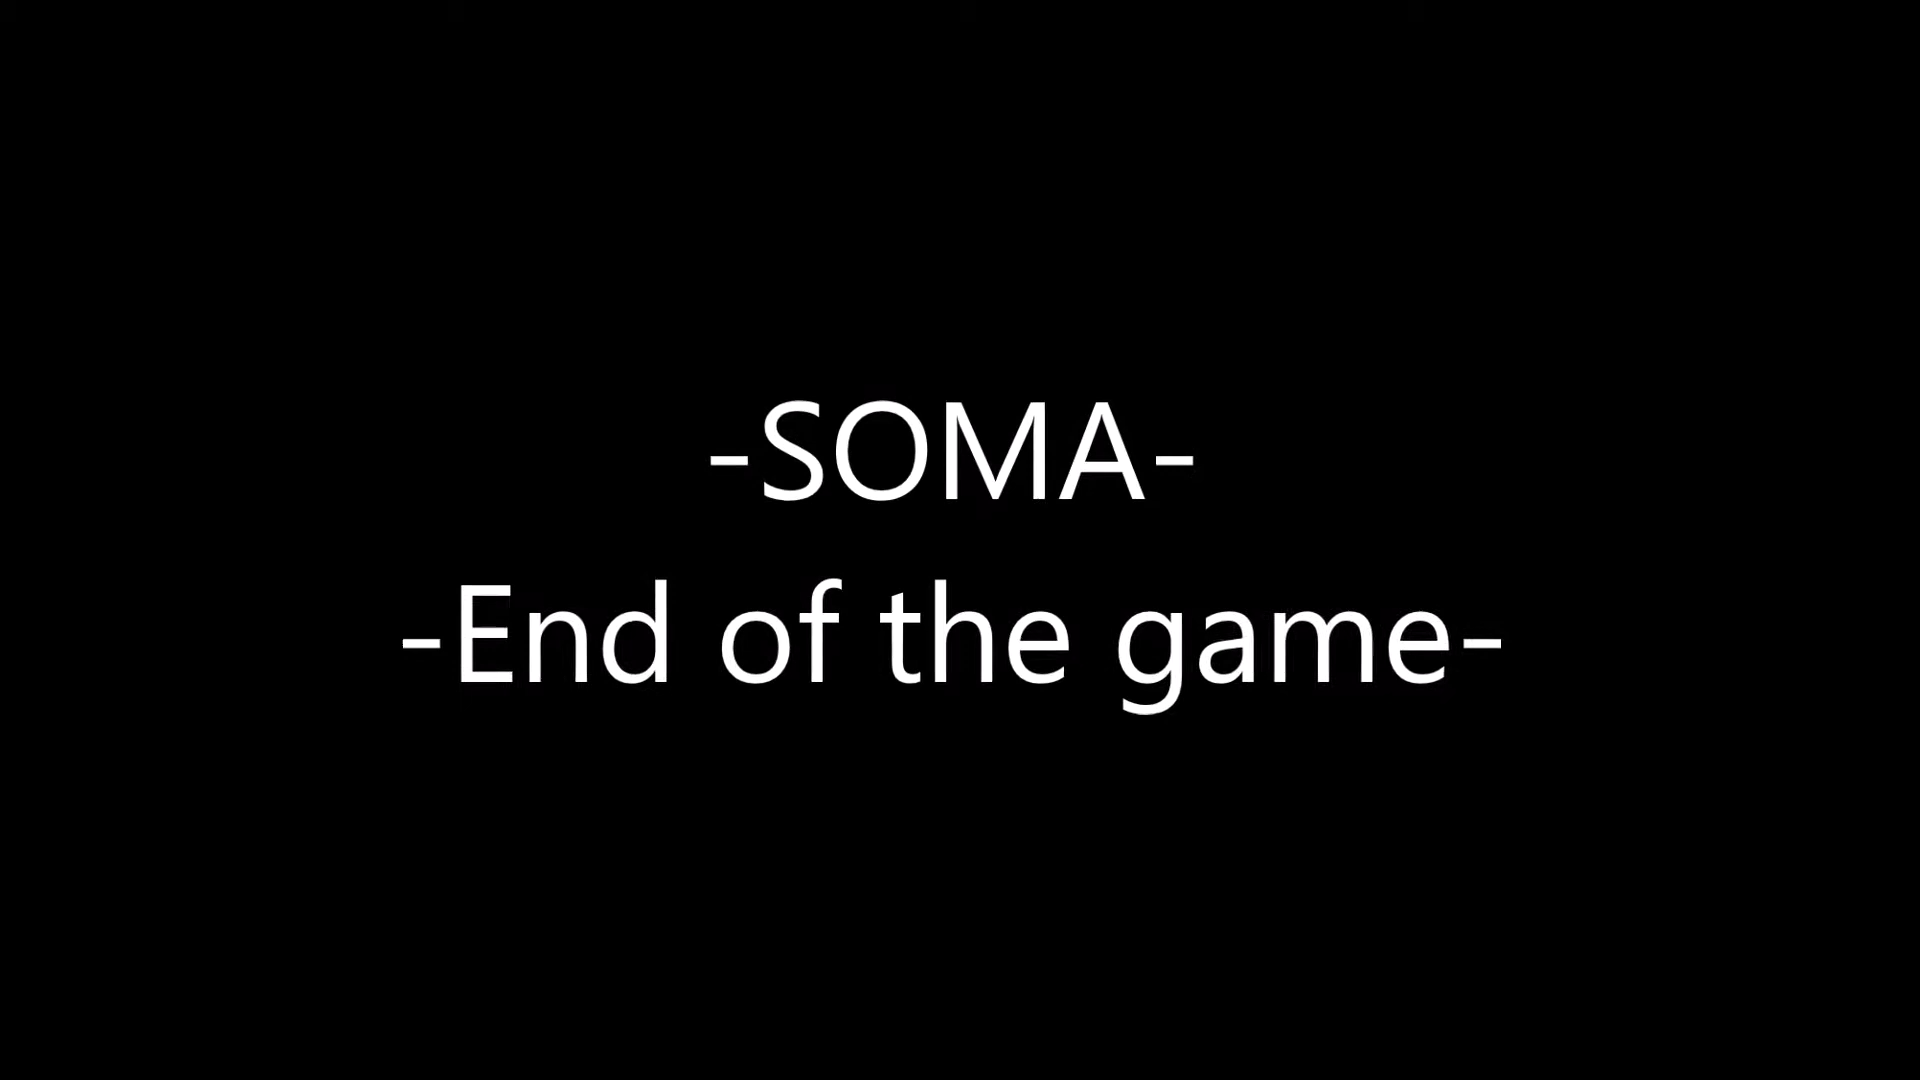 -SOMA-
-End of the game-